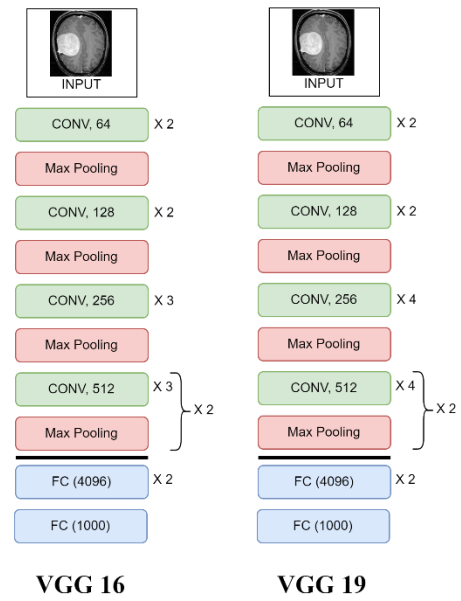 INPUT
CONV, 64 X 2
Max Pooling
CONV, 128 X 2
Max Pooling
CONV, 256 X 3
Max Pooling
CONV, 512 X 3
X 2
Max Pooling
FC (4096) X 2
FC (1000)
VGG 16
INPUT
CONV, 64 X 2
Max Pooling
CONV, 128 X 2
Max Pooling
CONV, 256 X 4
Max Pooling
CONV, 512 X 4
X 2
Max Pooling
FC (4096) X 2
FC (1000)
VGG 19